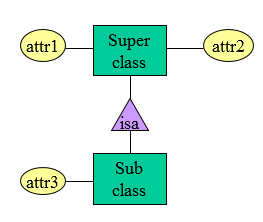 attr1
Super
class
attr2
isa
attr3
Sub
class